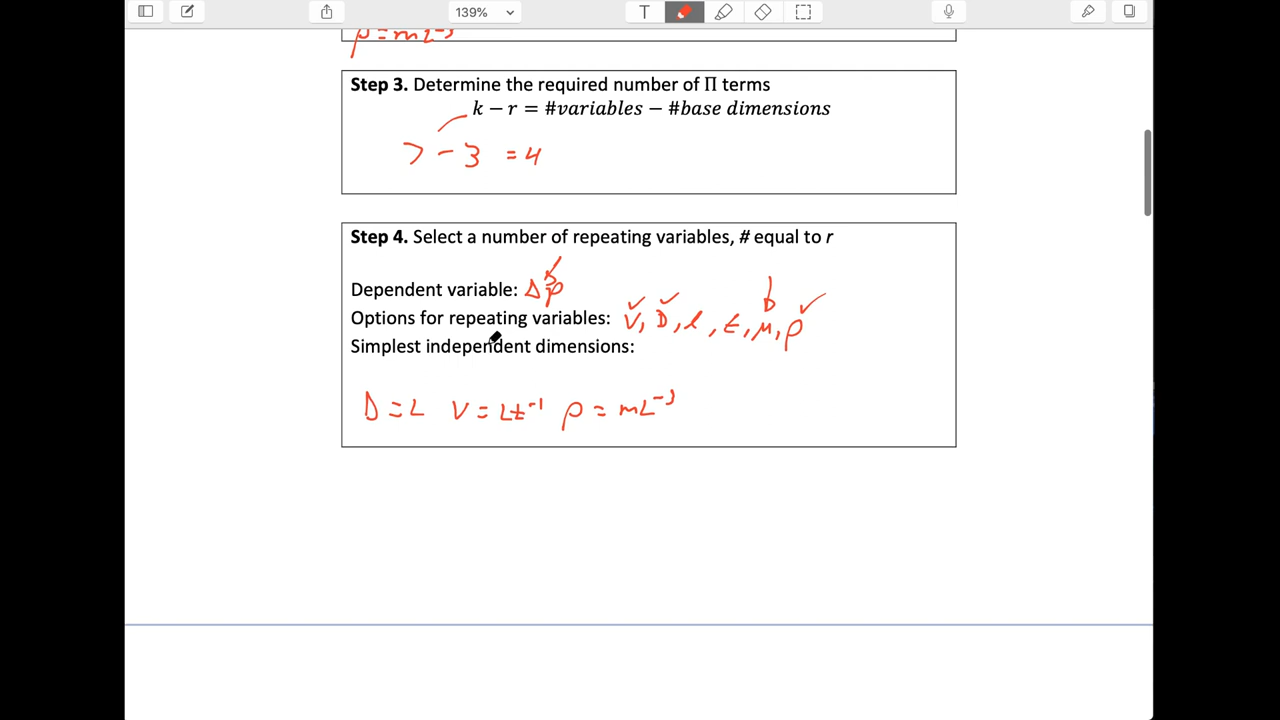 139%
T
ρ = mL⁻³
Step 3. Determine the required number of Π terms
k − r = #variables − #base dimensions
7 − 3 = 4
Step 4. Select a number of repeating variables, # equal to r
Dependent variable: Δp
Options for repeating variables: V, D, l, ε, μ, ρ
Simplest independent dimensions:
D = L V = Lt⁻¹ ρ = mL⁻³